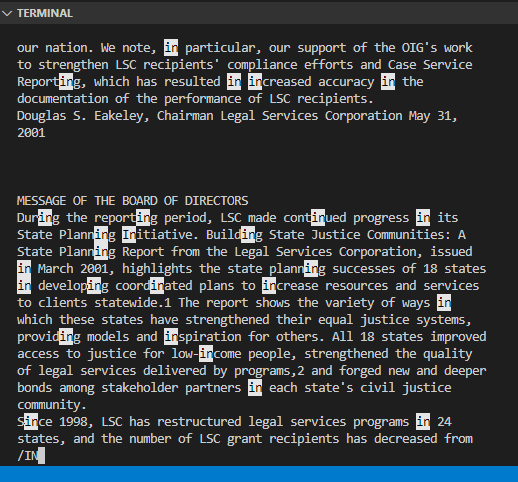 TERMINAL
our nation. We note, in particular, our support of the OIG's work
to strengthen LSC recipients' compliance efforts and Case Service
Reporting, which has resulted in increased accuracy in the
documentation of the performance of LSC recipients.
Douglas S. Eakeley, Chairman Legal Services Corporation May 31,
2001
MESSAGE OF THE BOARD OF DIRECTORS
During the reporting period, LSC made continued progress in its
State Planning Initiative. Building State Justice Communities: A
State Planning Report from the Legal Services Corporation, issued
in March 2001, highlights the state planning successes of 18 states
in developing coordinated plans to increase resources and services
to clients statewide.1 The report shows the variety of ways in
which these states have strengthened their equal justice systems,
providing models and inspiration for others. All 18 states improved
access to justice for low-income people, strengthened the quality
of legal services delivered by programs,2 and forged new and deeper
bonds among stakeholder partners in each state's civil justice
community.
Since 1998, LSC has restructured legal services programs in 24
states, and the number of LSC grant recipients has decreased from
/IN